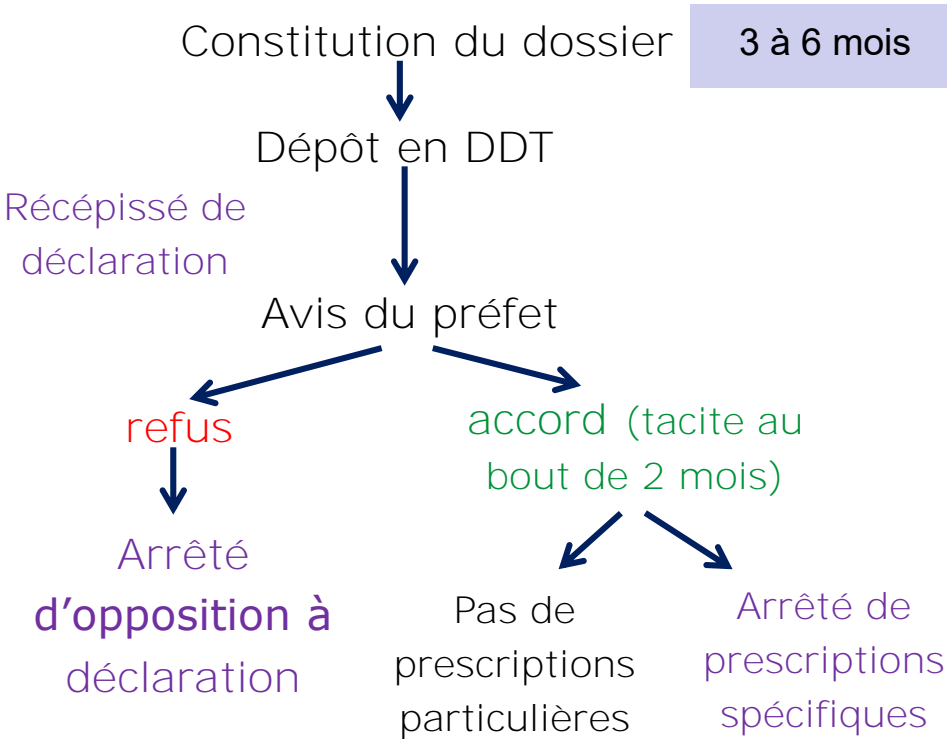 Constitution du dossier
3 à 6 mois
Dépôt en DDT
Récépissé de
déclaration
Avis du préfet
refus
accord (tacite au
bout de 2 mois)
Arrêté
d’opposition à
déclaration
Pas de
prescriptions
particulières
Arrêté de
prescriptions
spécifiques